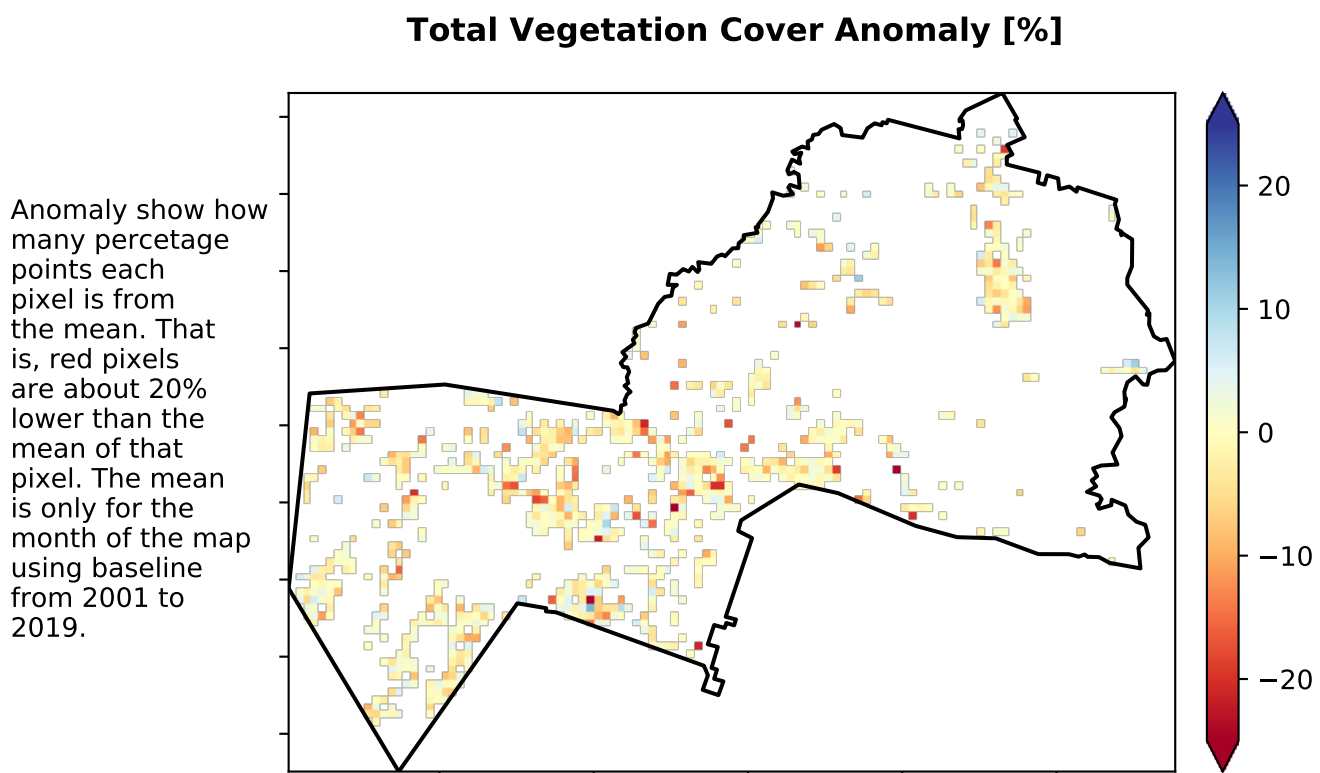 Total Vegetation Cover Anomaly [%]
Anomaly show how
many percetage
points each
pixel is from
the mean. That
is, red pixels
are about 20%
lower than the
mean of that
pixel. The mean
is only for the
month of the map
using baseline
from 2001 to
2019.
20
10
0
−10
−20